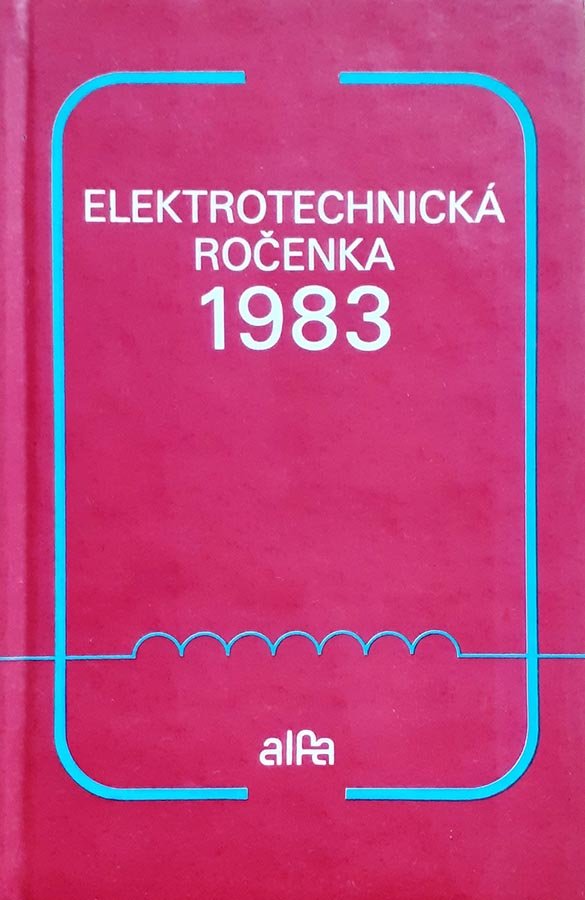 ELEKTROTECHNICKÁ
ROČENKA
1983
alfa